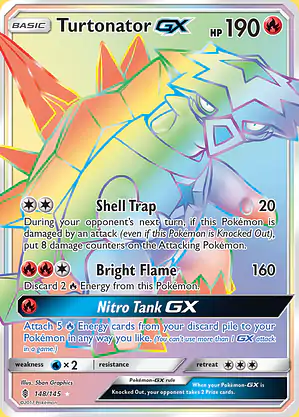 BASIC Turtonator GX HP 190
Shell Trap 20
During your opponent's next turn, if this Pokémon is
damaged by an attack (even if this Pokémon is Knocked Out),
put 8 damage counters on the Attacking Pokémon.
Bright Flame 160
Discard 2 Energy from this Pokémon.
Nitro Tank GX
Attach 5 Energy cards from your discard pile to your
Pokémon in any way you like. (You can't use more than 1 GX attack
in a game.)
weakness ×2 resistance retreat
Illus. 5ban Graphics
148/145
©2017 Pokémon
Pokémon-GX rule
When your Pokémon-GX is
Knocked Out, your opponent takes 2 Prize cards.